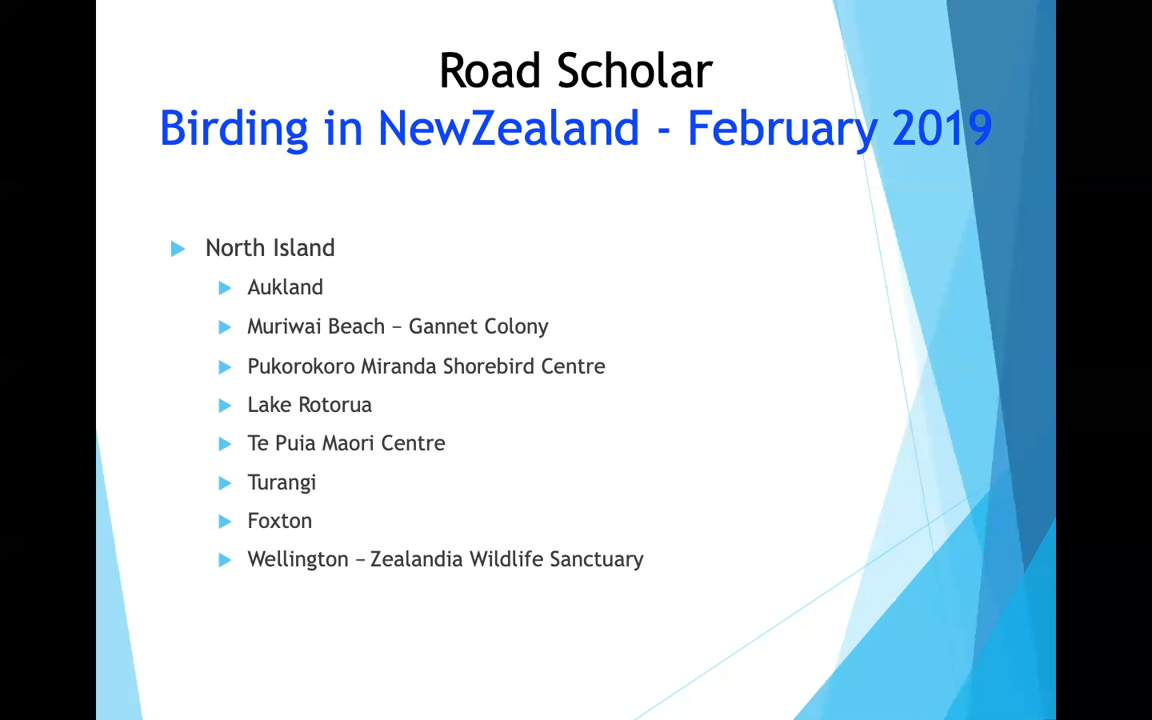 Road Scholar
Birding in NewZealand - February 2019
North Island
Aukland
Muriwai Beach – Gannet Colony
Pukorokoro Miranda Shorebird Centre
Lake Rotorua
Te Puia Maori Centre
Turangi
Foxton
Wellington – Zealandia Wildlife Sanctuary